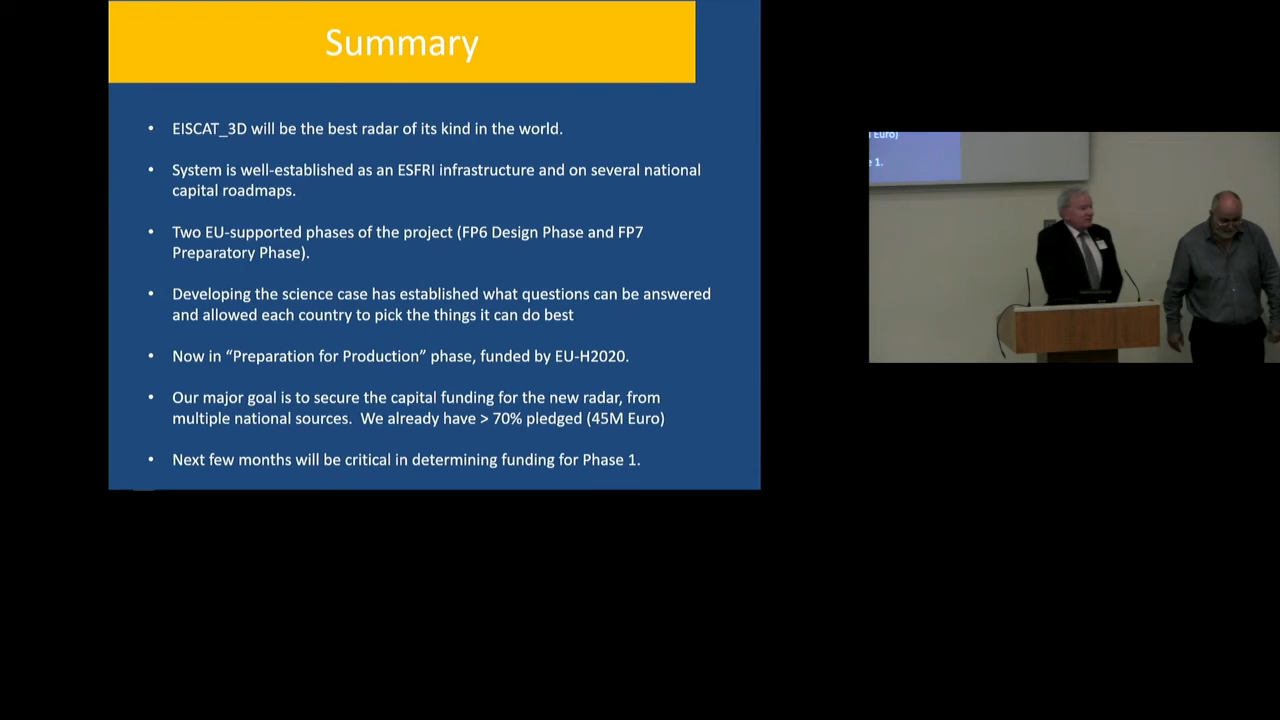 Summary
• EISCAT_3D will be the best radar of its kind in the world.
• System is well-established as an ESFRI infrastructure and on several national
capital roadmaps.
• Two EU-supported phases of the project (FP6 Design Phase and FP7
Preparatory Phase).
• Developing the science case has established what questions can be answered
and allowed each country to pick the things it can do best
• Now in “Preparation for Production” phase, funded by EU-H2020.
• Our major goal is to secure the capital funding for the new radar, from
multiple national sources.  We already have > 70% pledged (45M Euro)
• Next few months will be critical in determining funding for Phase 1.
Euro)
1.